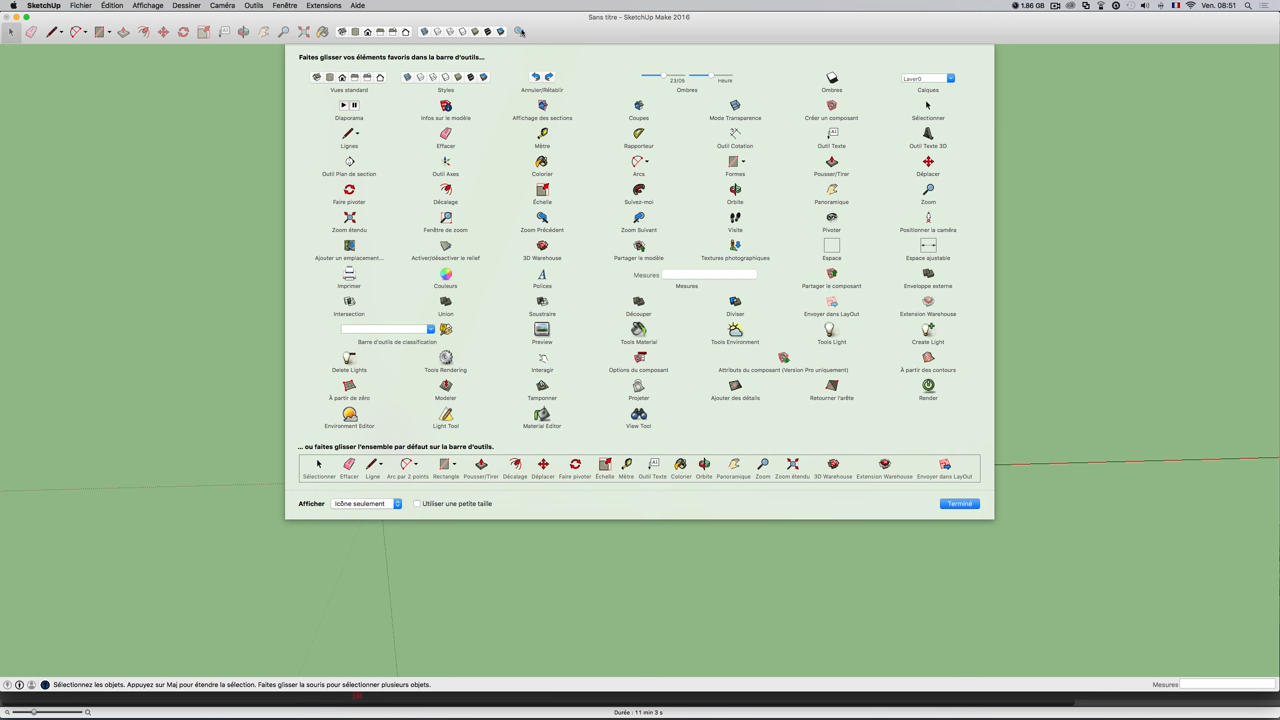 SketchUp Fichier Édition Affichage Dessiner Caméra Outils Fenêtre Extensions Aide 1.86 GB Ven. 08:51
Sans titre - SketchUp Make 2016
Faites glisser vos éléments favoris dans la barre d'outils...
23/05 Heure Layer0
Vues standard Styles Annuler/Rétablir Ombres Ombres Calques
Diaporama Infos sur le modèle Affichage des sections Coupes Mode Transparence Créer un composant Sélectionner
Lignes Effacer Mètre Rapporteur Outil Cotation Outil Texte Outil Texte 3D
Outil Plan de section Outil Axes Colorier Arcs Formes Pousser/Tirer Déplacer
Faire pivoter Décalage Échelle Suivez-moi Orbite Panoramique Zoom
Zoom étendu Fenêtre de zoom Zoom Précédent Zoom Suivant Visite Pivoter Positionner la caméra
Ajouter un emplacement... Activer/désactiver le relief 3D Warehouse Partager le modèle Textures photographiques Espace Espace ajustable
Mesures
Imprimer Couleurs Polices Mesures Partager le composant Enveloppe externe
Intersection Union Soustraire Découper Diviser Envoyer dans LayOut Extension Warehouse
Barre d'outils de classification Preview Tools Material Tools Environment Tools Light Create Light
Delete Lights Tools Rendering Interagir Options du composant Attributs du composant (Version Pro uniquement) À partir des contours
À partir de zéro Modeler Tamponner Projeter Ajouter des détails Retourner l'arête Render
Environment Editor Light Tool Material Editor View Tool
... ou faites glisser l'ensemble par défaut sur la barre d'outils.
Sélectionner Effacer Ligne Arc par 2 points Rectangle Pousser/Tirer Décalage Déplacer Faire pivoter Échelle Mètre Outil Texte Colorier Orbite Panoramique Zoom Zoom étendu 3D Warehouse Extension Warehouse Envoyer dans LayOut
Afficher Icône seulement Utiliser une petite taille Terminé
Sélectionnez les objets. Appuyez sur Maj pour étendre la sélection. Faites glisser la souris pour sélectionner plusieurs objets. Mesures
Durée : 11 min 3 s